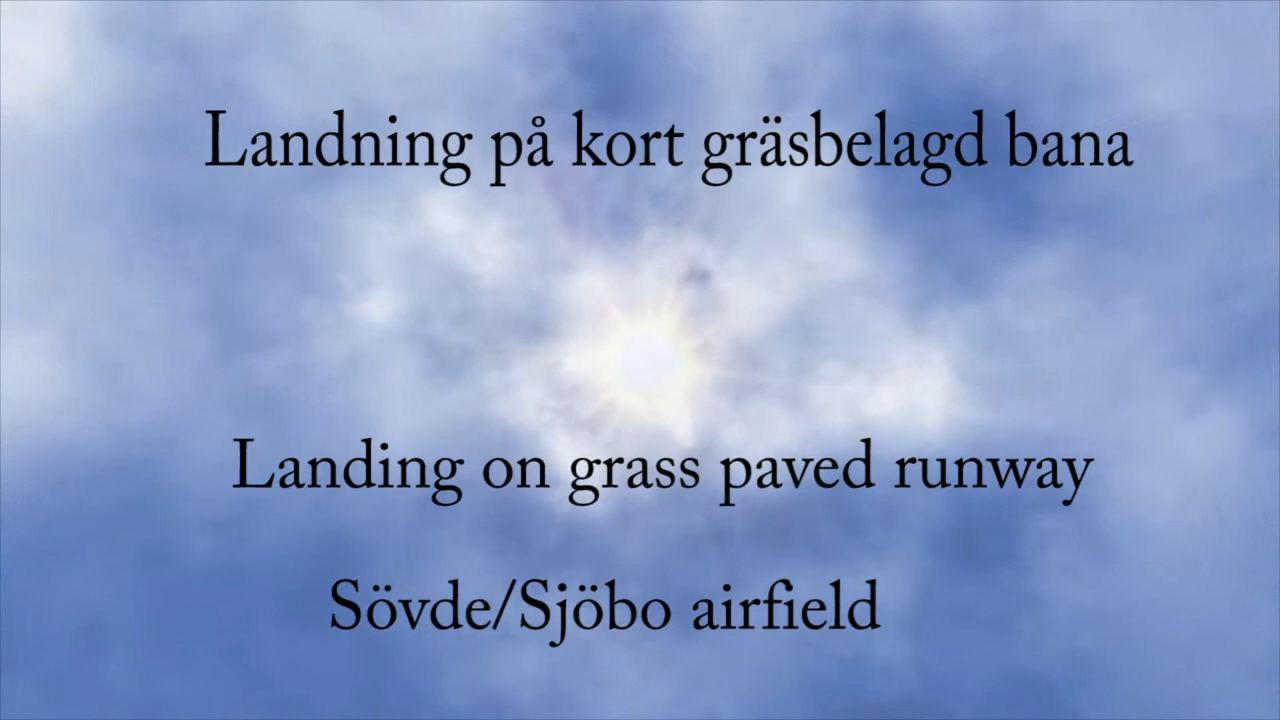 Landning på kort gräsbelagd bana
Landing on grass paved runway
Sövde/Sjöbo airfield